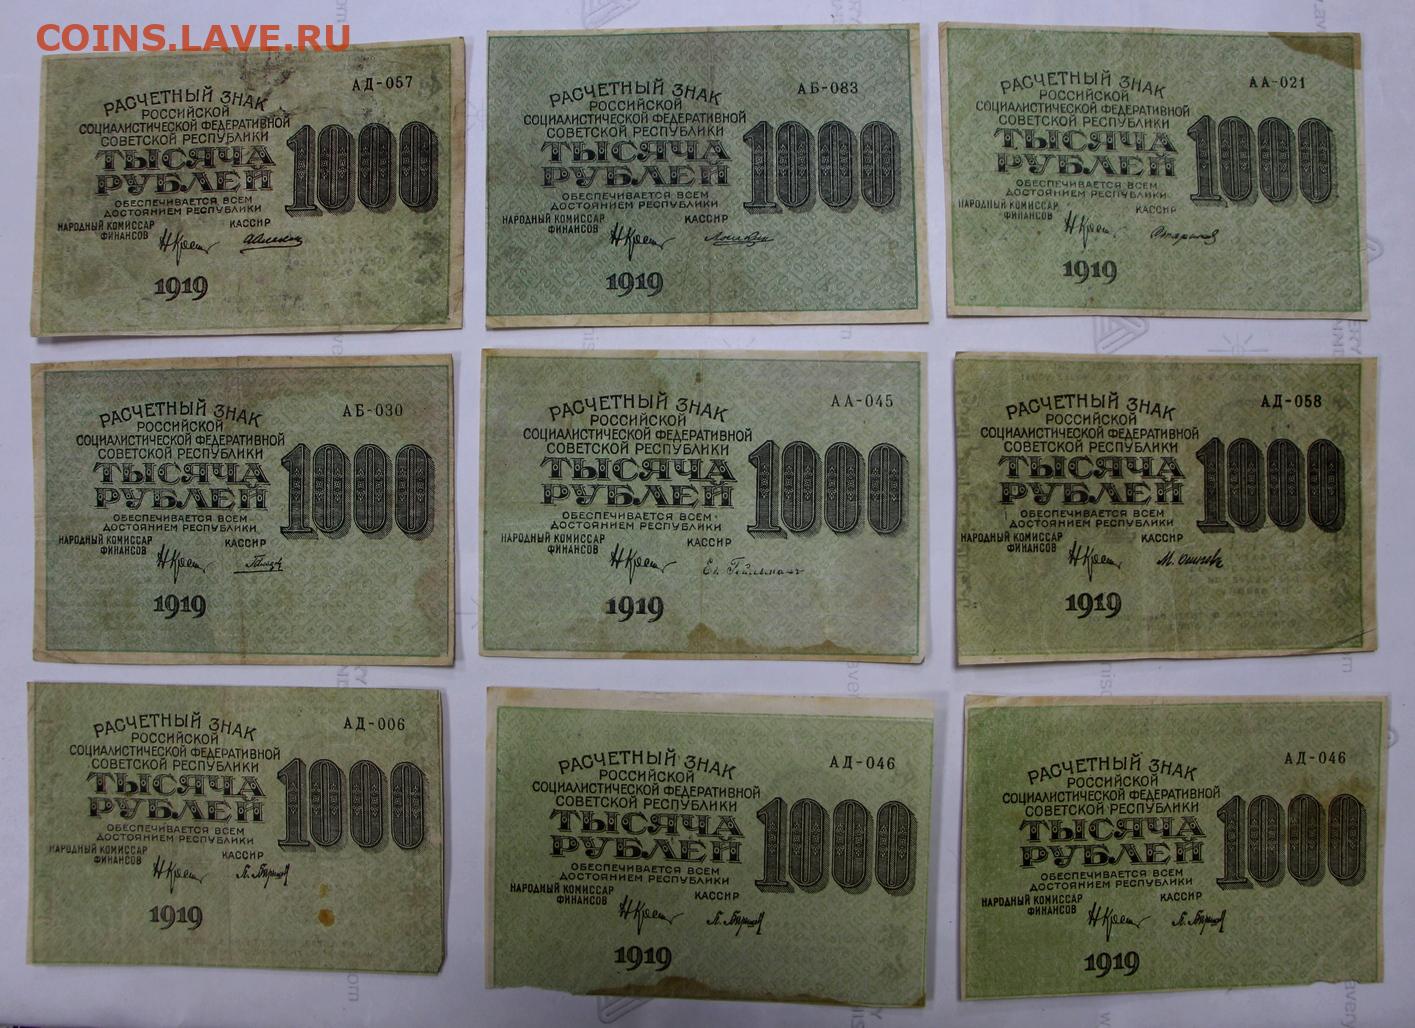 COINS.LAVE.RU
АД-057
РАСЧЕТНЫЙ ЗНАК
РОССИЙСКОЙ
СОЦИАЛИСТИЧЕСКОЙ ФЕДЕРАТИВНОЙ
СОВЕТСКОЙ РЕСПУБЛИКИ
ТЫСЯЧА
РУБЛЕЙ
1000
ОБЕСПЕЧИВАЕТСЯ ВСЕМ
ДОСТОЯНИЕМ РЕСПУБЛИКИ
НАРОДНЫЙ КОМИССАР
ФИНАНСОВ
КАССИР
1919
АБ-083
РАСЧЕТНЫЙ ЗНАК
РОССИЙСКОЙ
СОЦИАЛИСТИЧЕСКОЙ ФЕДЕРАТИВНОЙ
СОВЕТСКОЙ РЕСПУБЛИКИ
ТЫСЯЧА
РУБЛЕЙ
1000
ОБЕСПЕЧИВАЕТСЯ ВСЕМ
ДОСТОЯНИЕМ РЕСПУБЛИКИ
НАРОДНЫЙ КОМИССАР
ФИНАНСОВ
КАССИР
1919
АА-021
РАСЧЕТНЫЙ ЗНАК
РОССИЙСКОЙ
СОЦИАЛИСТИЧЕСКОЙ ФЕДЕРАТИВНОЙ
СОВЕТСКОЙ РЕСПУБЛИКИ
ТЫСЯЧА
РУБЛЕЙ
1000
ОБЕСПЕЧИВАЕТСЯ ВСЕМ
ДОСТОЯНИЕМ РЕСПУБЛИКИ
НАРОДНЫЙ КОМИССАР
ФИНАНСОВ
КАССИР
1919
АБ-030
РАСЧЕТНЫЙ ЗНАК
РОССИЙСКОЙ
СОЦИАЛИСТИЧЕСКОЙ ФЕДЕРАТИВНОЙ
СОВЕТСКОЙ РЕСПУБЛИКИ
ТЫСЯЧА
РУБЛЕЙ
1000
ОБЕСПЕЧИВАЕТСЯ ВСЕМ
ДОСТОЯНИЕМ РЕСПУБЛИКИ
НАРОДНЫЙ КОМИССАР
ФИНАНСОВ
КАССИР
1919
АА-045
РАСЧЕТНЫЙ ЗНАК
РОССИЙСКОЙ
СОЦИАЛИСТИЧЕСКОЙ ФЕДЕРАТИВНОЙ
СОВЕТСКОЙ РЕСПУБЛИКИ
ТЫСЯЧА
РУБЛЕЙ
1000
ОБЕСПЕЧИВАЕТСЯ ВСЕМ
ДОСТОЯНИЕМ РЕСПУБЛИКИ
НАРОДНЫЙ КОМИССАР
ФИНАНСОВ
КАССИР
1919
АД-058
РАСЧЕТНЫЙ ЗНАК
РОССИЙСКОЙ
СОЦИАЛИСТИЧЕСКОЙ ФЕДЕРАТИВНОЙ
СОВЕТСКОЙ РЕСПУБЛИКИ
ТЫСЯЧА
РУБЛЕЙ
1000
ОБЕСПЕЧИВАЕТСЯ ВСЕМ
ДОСТОЯНИЕМ РЕСПУБЛИКИ
НАРОДНЫЙ КОМИССАР
ФИНАНСОВ
КАССИР
1919
АД-006
РАСЧЕТНЫЙ ЗНАК
РОССИЙСКОЙ
СОЦИАЛИСТИЧЕСКОЙ ФЕДЕРАТИВНОЙ
СОВЕТСКОЙ РЕСПУБЛИКИ
ТЫСЯЧА
РУБЛЕЙ
1000
ОБЕСПЕЧИВАЕТСЯ ВСЕМ
ДОСТОЯНИЕМ РЕСПУБЛИКИ
НАРОДНЫЙ КОМИССАР
ФИНАНСОВ
КАССИР
1919
АД-046
РАСЧЕТНЫЙ ЗНАК
РОССИЙСКОЙ
СОЦИАЛИСТИЧЕСКОЙ ФЕДЕРАТИВНОЙ
СОВЕТСКОЙ РЕСПУБЛИКИ
ТЫСЯЧА
РУБЛЕЙ
1000
ОБЕСПЕЧИВАЕТСЯ ВСЕМ
ДОСТОЯНИЕМ РЕСПУБЛИКИ
НАРОДНЫЙ КОМИССАР
ФИНАНСОВ
КАССИР
1919
АД-046
РАСЧЕТНЫЙ ЗНАК
РОССИЙСКОЙ
СОЦИАЛИСТИЧЕСКОЙ ФЕДЕРАТИВНОЙ
СОВЕТСКОЙ РЕСПУБЛИКИ
ТЫСЯЧА
РУБЛЕЙ
1000
ОБЕСПЕЧИВАЕТСЯ ВСЕМ
ДОСТОЯНИЕМ РЕСПУБЛИКИ
НАРОДНЫЙ КОМИССАР
ФИНАНСОВ
КАССИР
1919